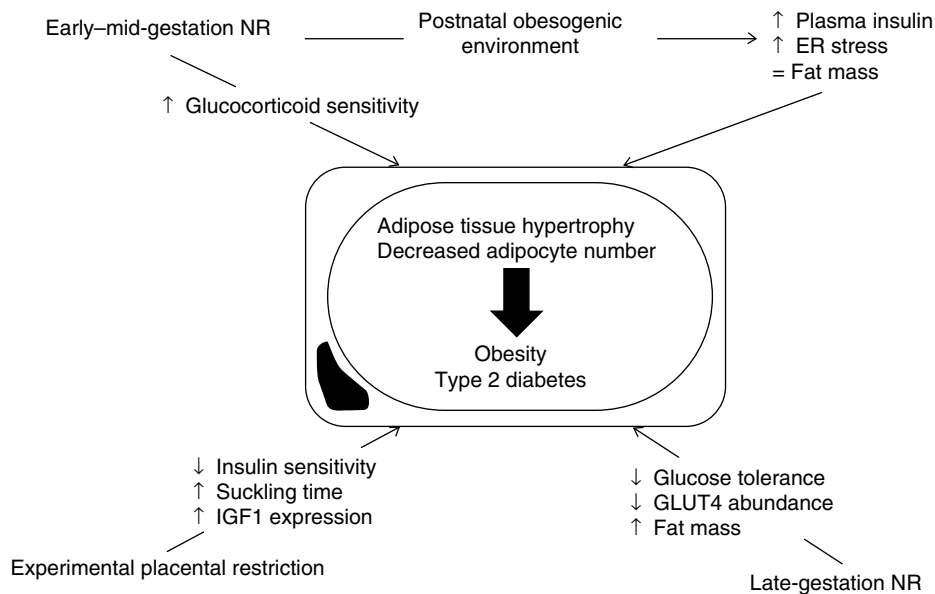 Early–mid-gestation NR
Postnatal obesogenic
environment
↑ Plasma insulin
↑ ER stress
= Fat mass
↑ Glucocorticoid sensitivity
Adipose tissue hypertrophy
Decreased adipocyte number
Obesity
Type 2 diabetes
↓ Insulin sensitivity
↑ Suckling time
↑ IGF1 expression
Experimental placental restriction
↓ Glucose tolerance
↓ GLUT4 abundance
↑ Fat mass
Late-gestation NR